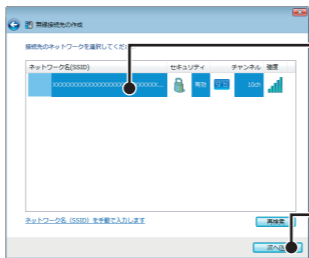 無線接続先の作成
接続先のネットワークを選択してくだ
ネットワーク名(SSID) セキュリティ チャンネル 強度
XXXXXXXXXXXXXXXXXXXXXXXXXXXXX... 有効 10ch
ネットワーク名 (SSID) を手動で入力します 再検索
次へ(N)